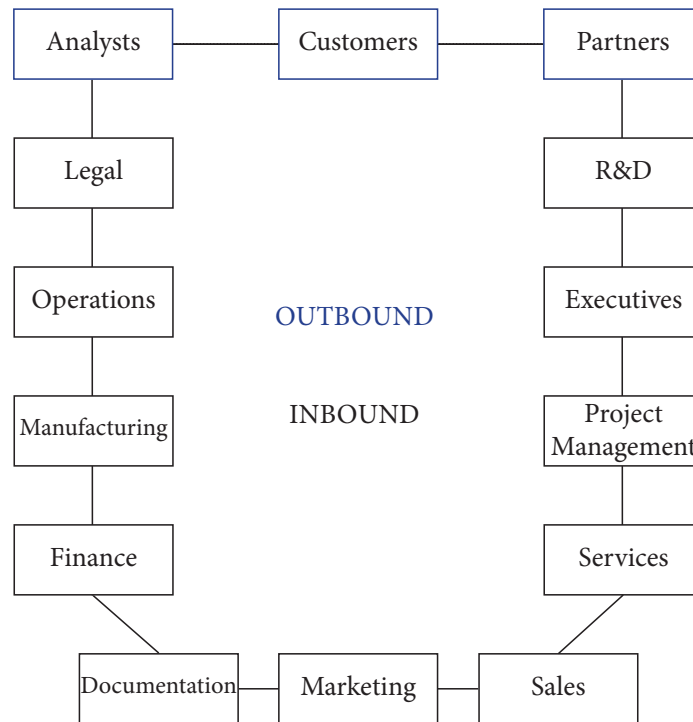 Analysts
Customers
Partners
Legal
R&D
Operations
Executives
OUTBOUND
Manufacturing
INBOUND
Project
Management
Finance
Services
Documentation
Marketing
Sales